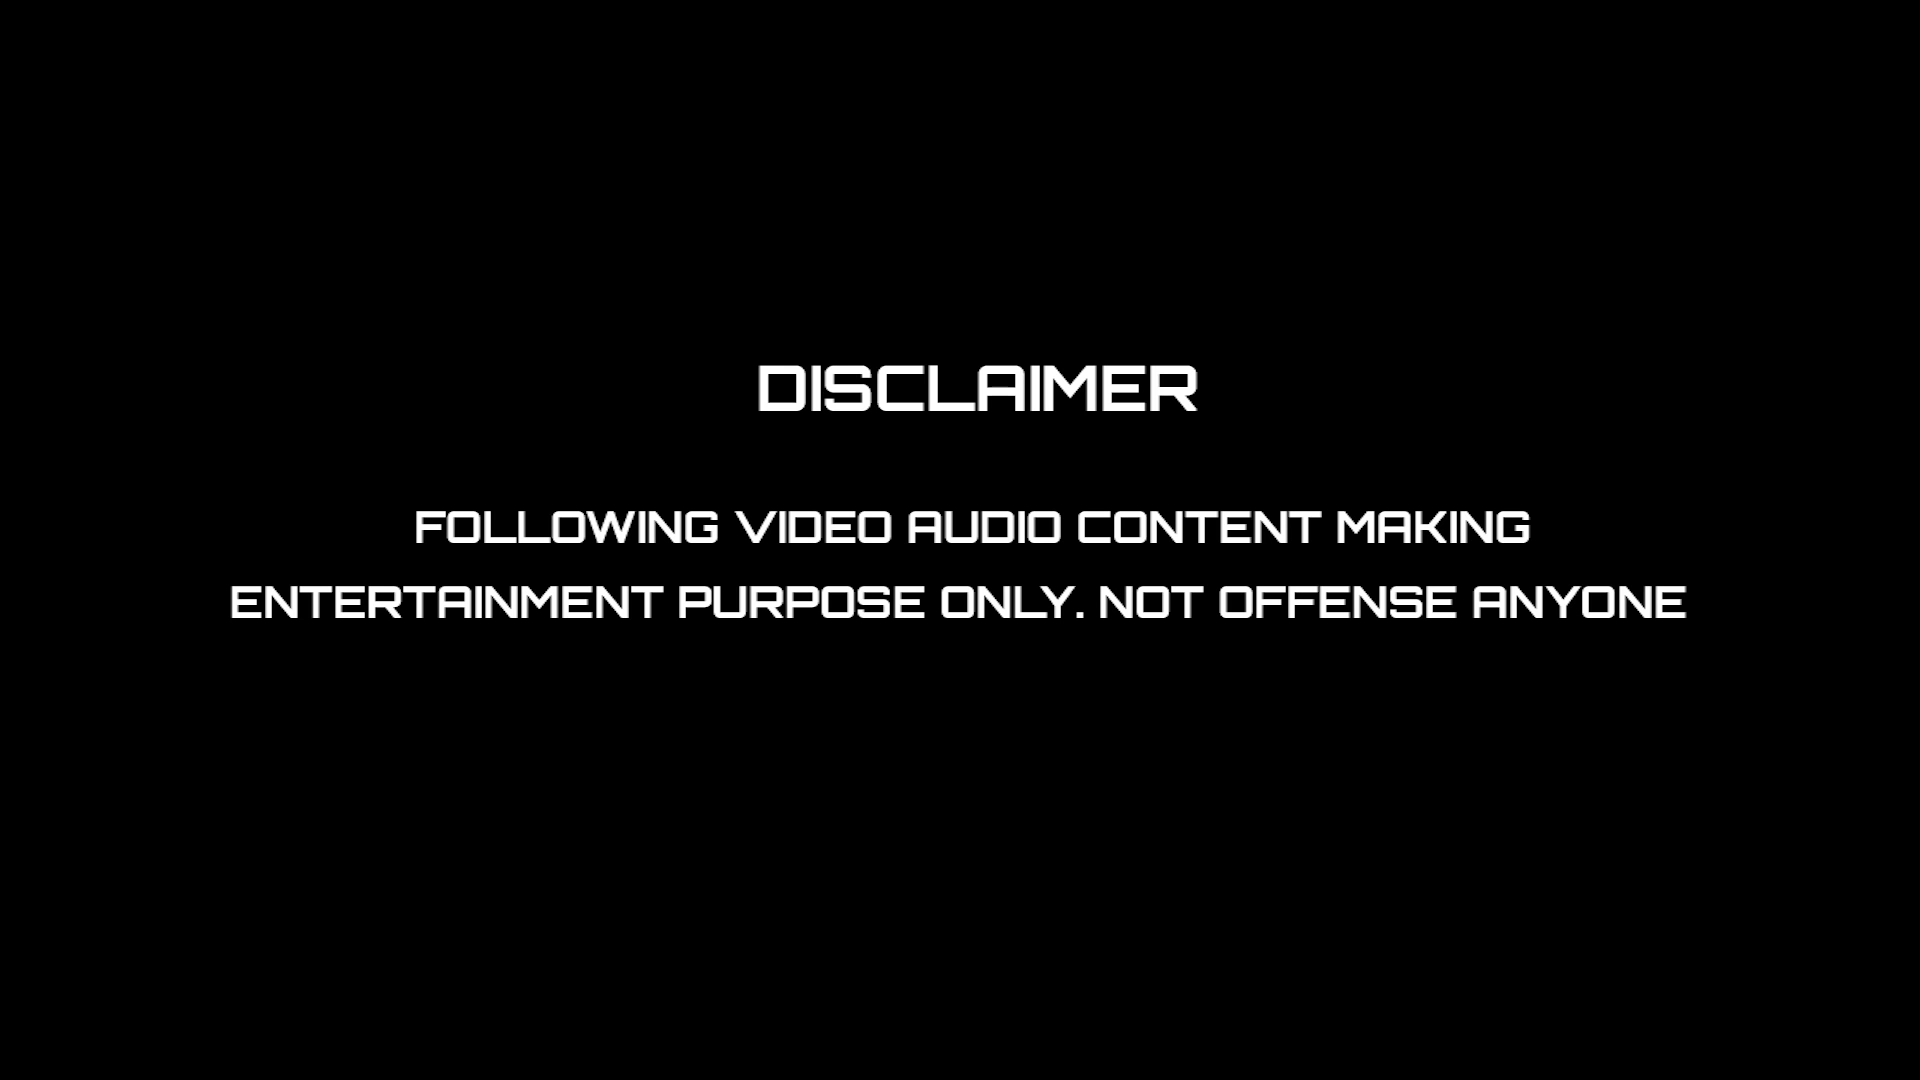 DISCLAIMER
FOLLOWING VIDEO AUDIO CONTENT MAKING
ENTERTAINMENT PURPOSE ONLY. NOT OFFENSE ANYONE